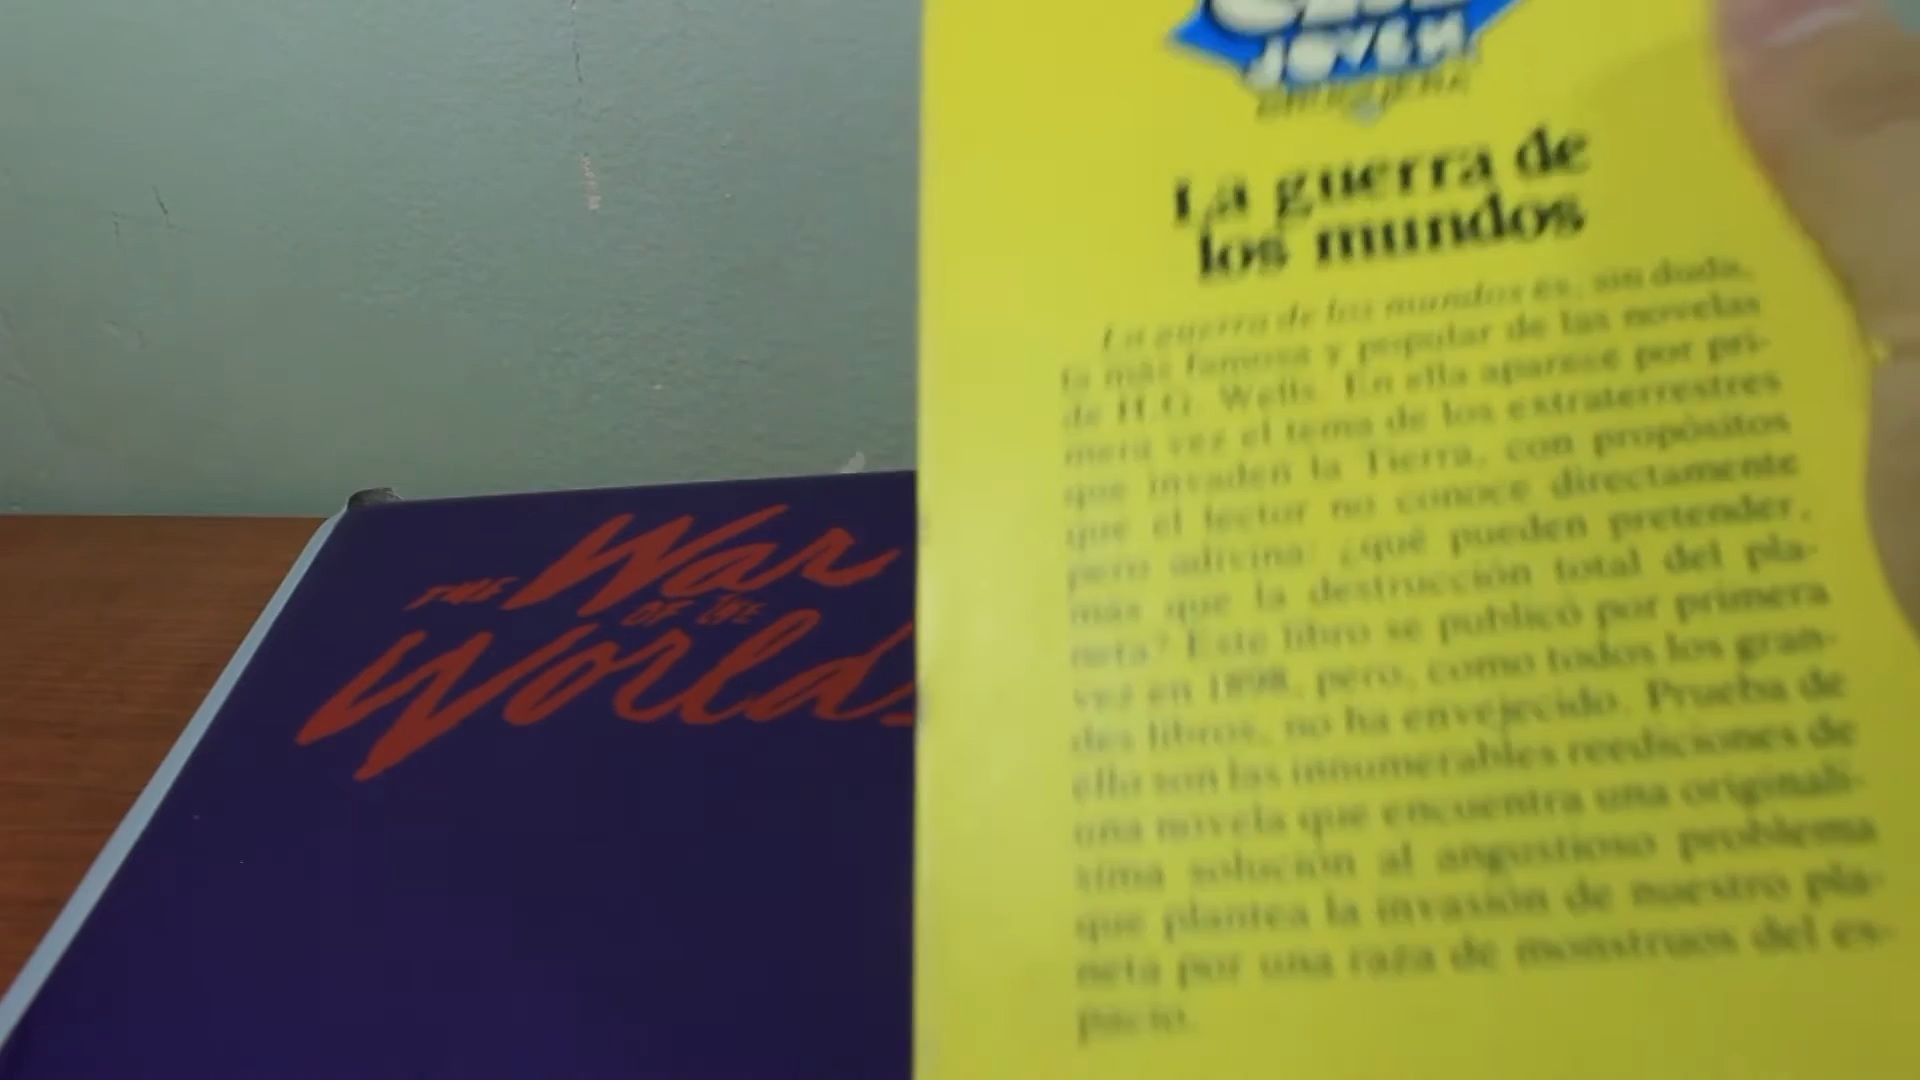 THE War
OF THE
Worlds
JOVEN
La guerra de
los mundos
La guerra de los mundos es, sin duda,
la más famosa y popular de las novelas
de H.G. Wells. En ella aparece por pri-
mera vez el tema de los extraterrestres
que invaden la Tierra, con propósitos
que el lector no conoce directamente
pero adivina: ¿qué pueden pretender,
más que la destrucción total del pla-
neta? Este libro se publicó por primera
vez en 1898, pero, como todos los gran-
des libros, no ha envejecido. Prueba de
ello son las innumerables reediciones de
una novela que encuentra una originali-
sima solución al angustioso problema
que plantea la invasión de nuestro pla-
neta por una raza de monstruos del es-
pacio.